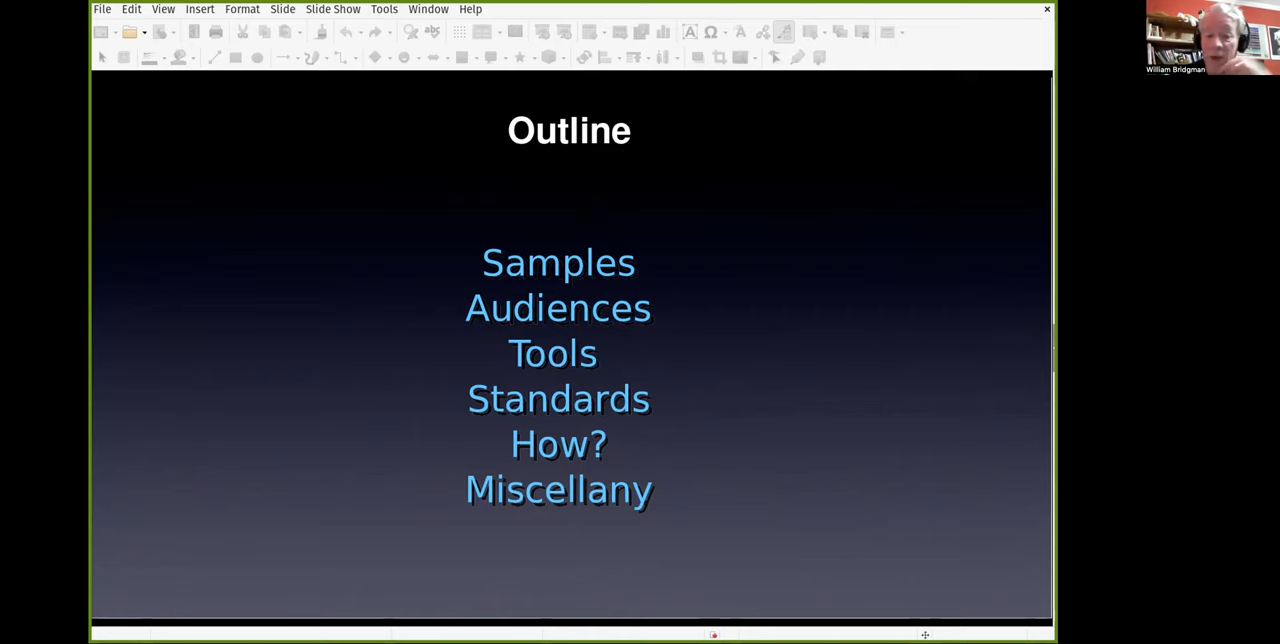 File Edit View Insert Format Slide Slide Show Tools Window Help
William Bridgman
Outline
Samples
Audiences
Tools
Standards
How?
Miscellany